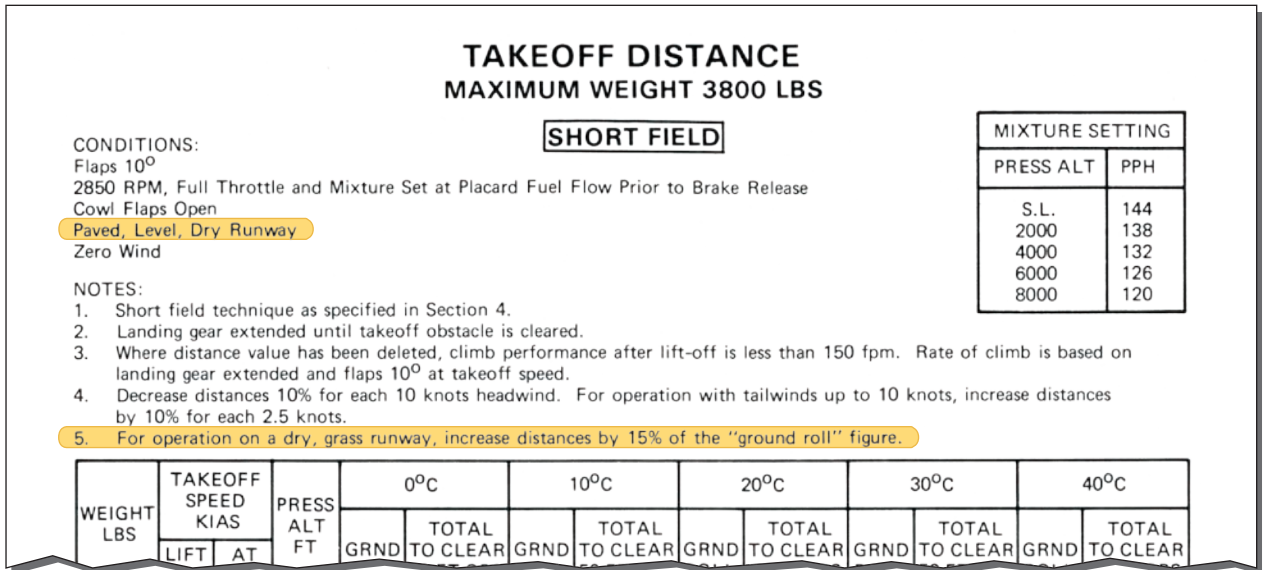 TAKEOFF DISTANCE
MAXIMUM WEIGHT 3800 LBS
SHORT FIELD
CONDITIONS:
Flaps 10⁰
2850 RPM, Full Throttle and Mixture Set at Placard Fuel Flow Prior to Brake Release
Cowl Flaps Open
Paved, Level, Dry Runway
Zero Wind
MIXTURE SETTING
PRESS ALT PPH
S.L. 144
2000 138
4000 132
6000 126
8000 120
NOTES:
1. Short field technique as specified in Section 4.
2. Landing gear extended until takeoff obstacle is cleared.
3. Where distance value has been deleted, climb performance after lift-off is less than 150 fpm. Rate of climb is based on
landing gear extended and flaps 10⁰ at takeoff speed.
4. Decrease distances 10% for each 10 knots headwind. For operation with tailwinds up to 10 knots, increase distances
by 10% for each 2.5 knots.
5. For operation on a dry, grass runway, increase distances by 15% of the "ground roll" figure.
WEIGHT
LBS
TAKEOFF
SPEED
KIAS
LIFT AT
PRESS
ALT
FT
0⁰C 10⁰C 20⁰C 30⁰C 40⁰C
GRND TOTAL
TO CLEAR
GRND TOTAL
TO CLEAR
GRND TOTAL
TO CLEAR
GRND TOTAL
TO CLEAR
GRND TOTAL
TO CLEAR